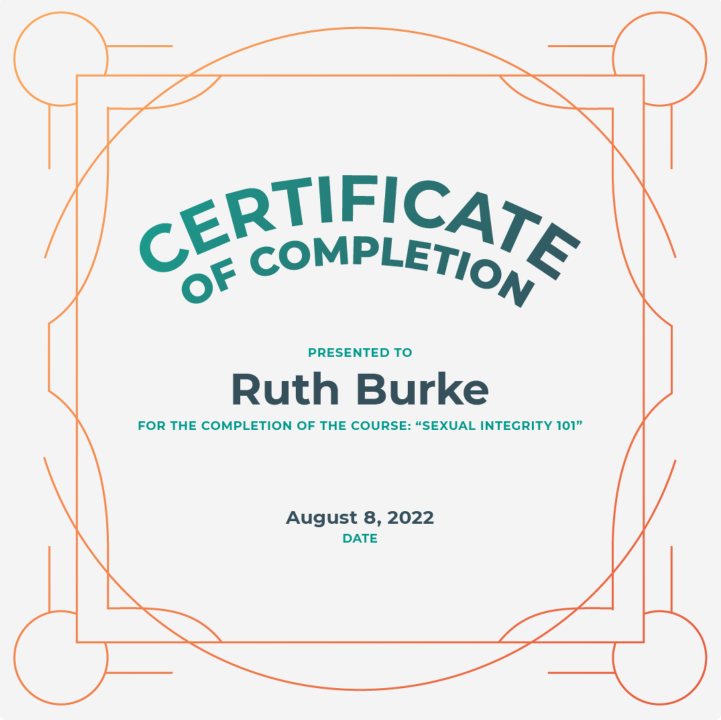 CERTIFICATE
OF COMPLETION
PRESENTED TO
Ruth Burke
FOR THE COMPLETION OF THE COURSE: “SEXUAL INTEGRITY 101”
August 8, 2022
DATE